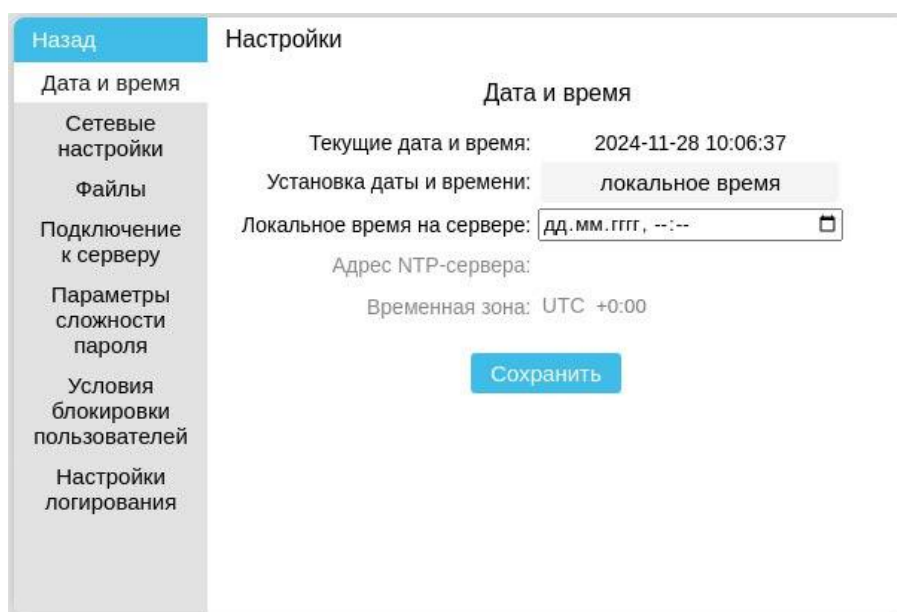 Назад
Дата и время
Сетевые
настройки
Файлы
Подключение
к серверу
Параметры
сложности
пароля
Условия
блокировки
пользователей
Настройки
логирования
Настройки
Дата и время
Текущие дата и время: 2024-11-28 10:06:37
Установка даты и времени: локальное время
Локальное время на сервере: дд.мм.гггг, --:--
Адрес NTP-сервера:
Временная зона: UTC +0:00
Сохранить